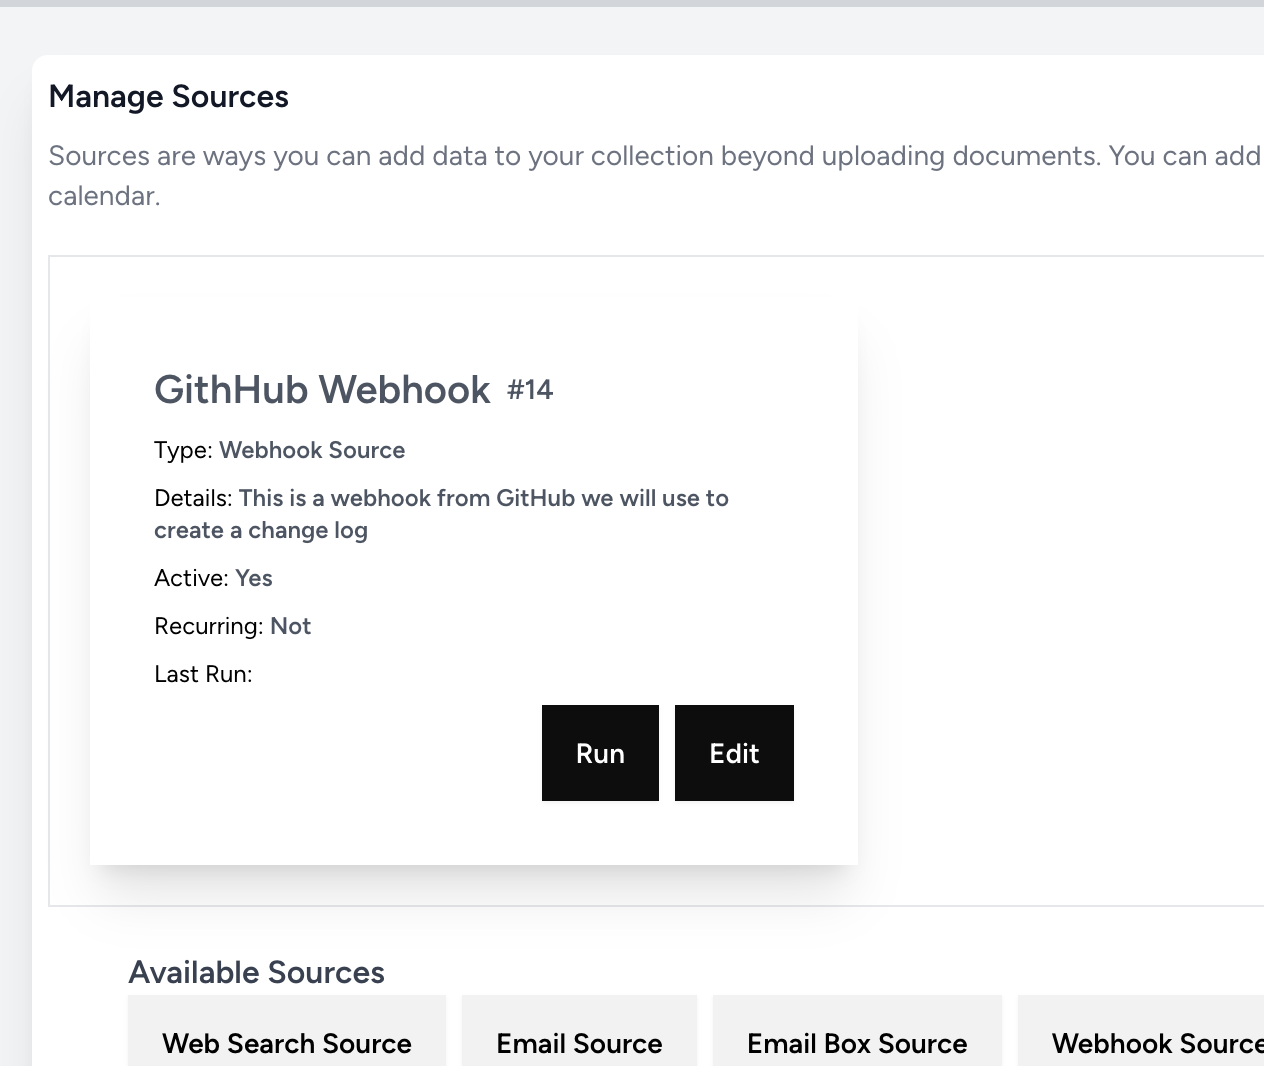 Manage Sources
Sources are ways you can add data to your collection beyond uploading documents. You can add
calendar.
GithHub Webhook #14
Type: Webhook Source
Details: This is a webhook from GitHub we will use to
create a change log
Active: Yes
Recurring: Not
Last Run:
Run Edit
Available Sources
Web Search Source Email Source Email Box Source Webhook Source